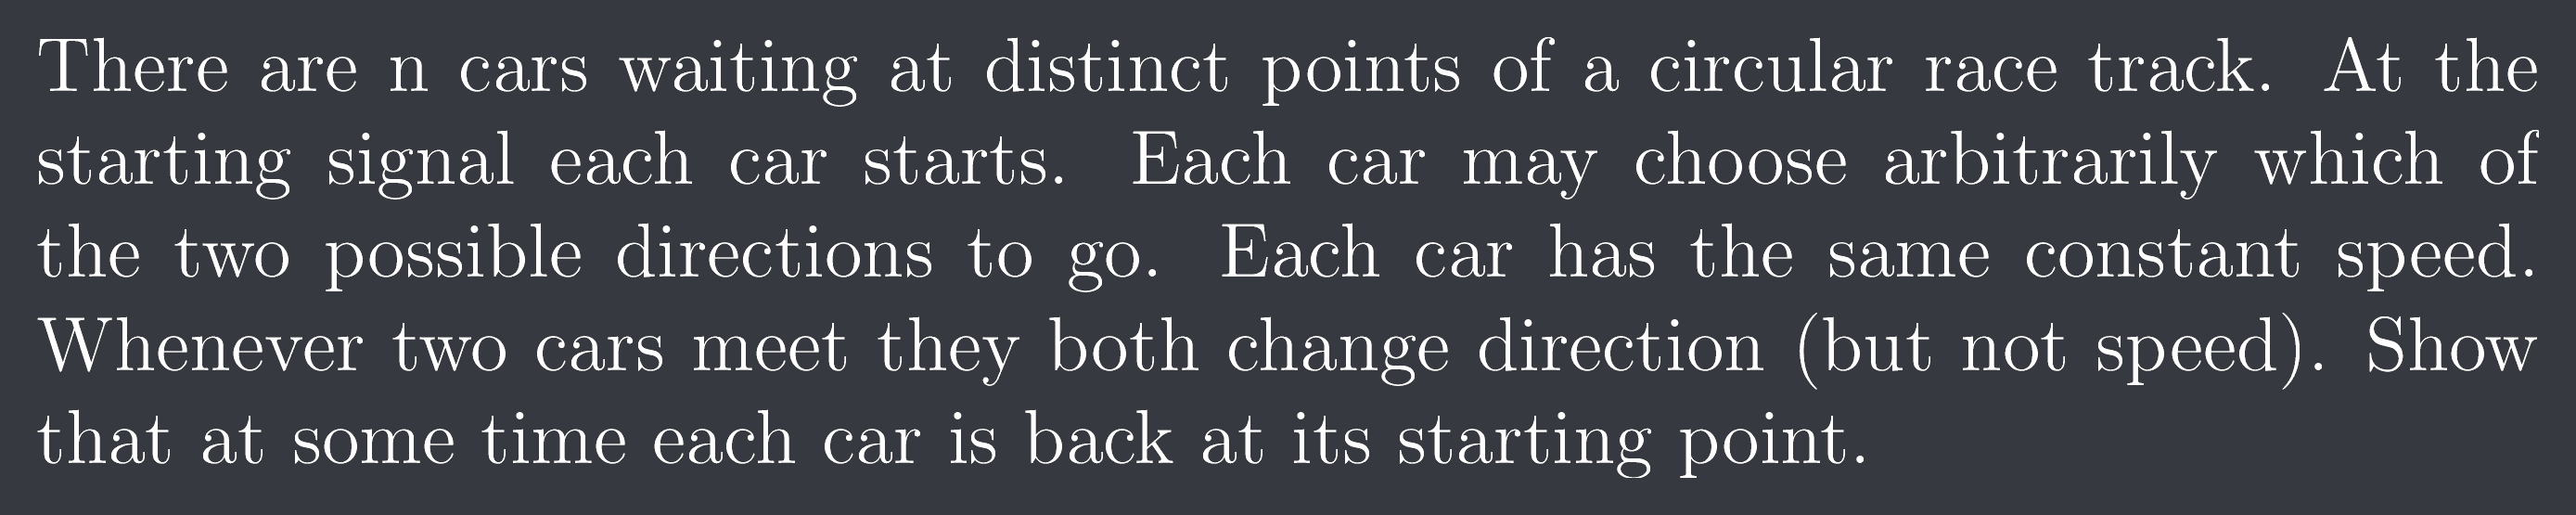 There are n cars waiting at distinct points of a circular race track. At the
starting signal each car starts. Each car may choose arbitrarily which of
the two possible directions to go. Each car has the same constant speed.
Whenever two cars meet they both change direction (but not speed). Show
that at some time each car is back at its starting point.